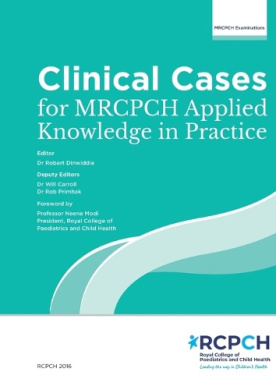 MRCPCH Examinations
Clinical Cases
for MRCPCH Applied
Knowledge in Practice
Editor
Dr Robert Dinwiddie
Deputy Editors
Dr Will Carroll
Dr Rob Primhak
Foreword by
Professor Neena Modi
President, Royal College of
Paediatrics and Child Health
RCPCH
Royal College of
Paediatrics and Child Health
Leading the way in Children's Health
RCPCH 2016